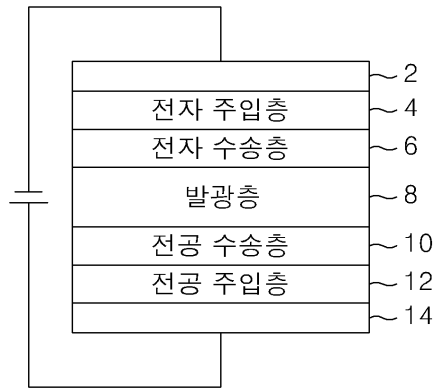 2
전자 주입층 4
전자 수송층 6
발광층 8
전공 수송층 10
전공 주입층 12
14